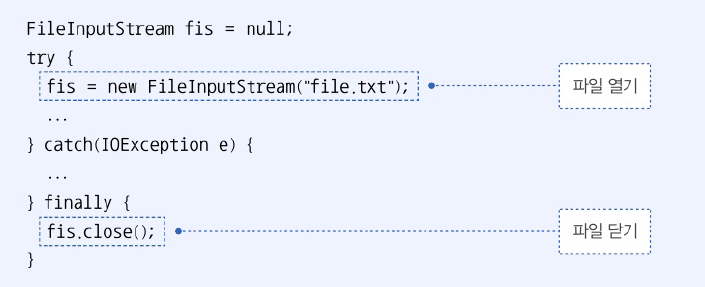 FileInputStream fis = null;
try {
fis = new FileInputStream("file.txt"); 파일 열기
...
} catch(IOException e) {
...
} finally {
fis.close(); 파일 닫기
}